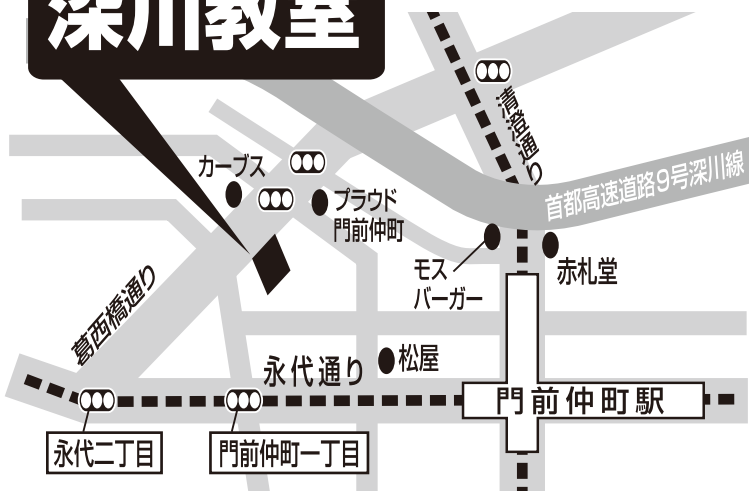 深川教室
清澄通り
カーブス
プラウド
門前仲町
首都高速道路9号深川線
モス
バーガー
赤札堂
葛西橋通り
永代通り
松屋
門前仲町駅
永代二丁目
門前仲町一丁目